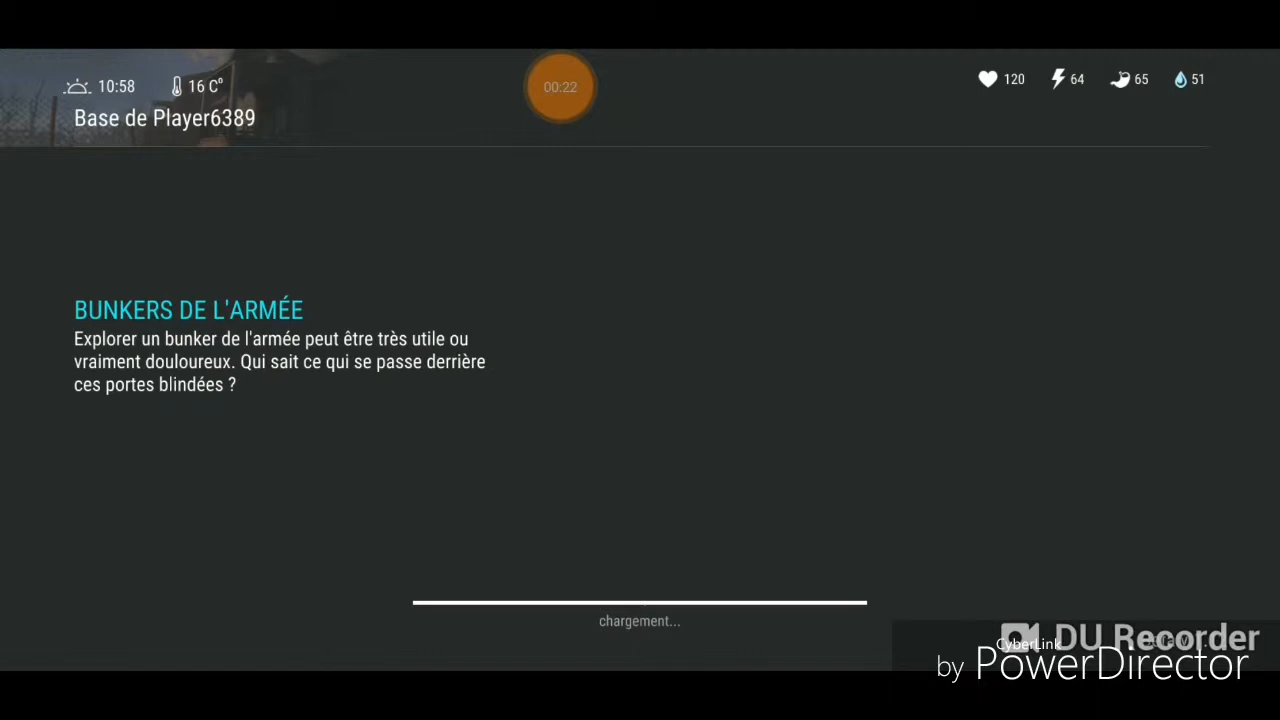 10:58
16 C°
00:22
120
64
65
51
Base de Player6389
BUNKERS DE L'ARMÉE
Explorer un bunker de l'armée peut être très utile ou
vraiment douloureux. Qui sait ce qui se passe derrière
ces portes blindées ?
chargement...
DU Recorder
CyberLink
by PowerDirector